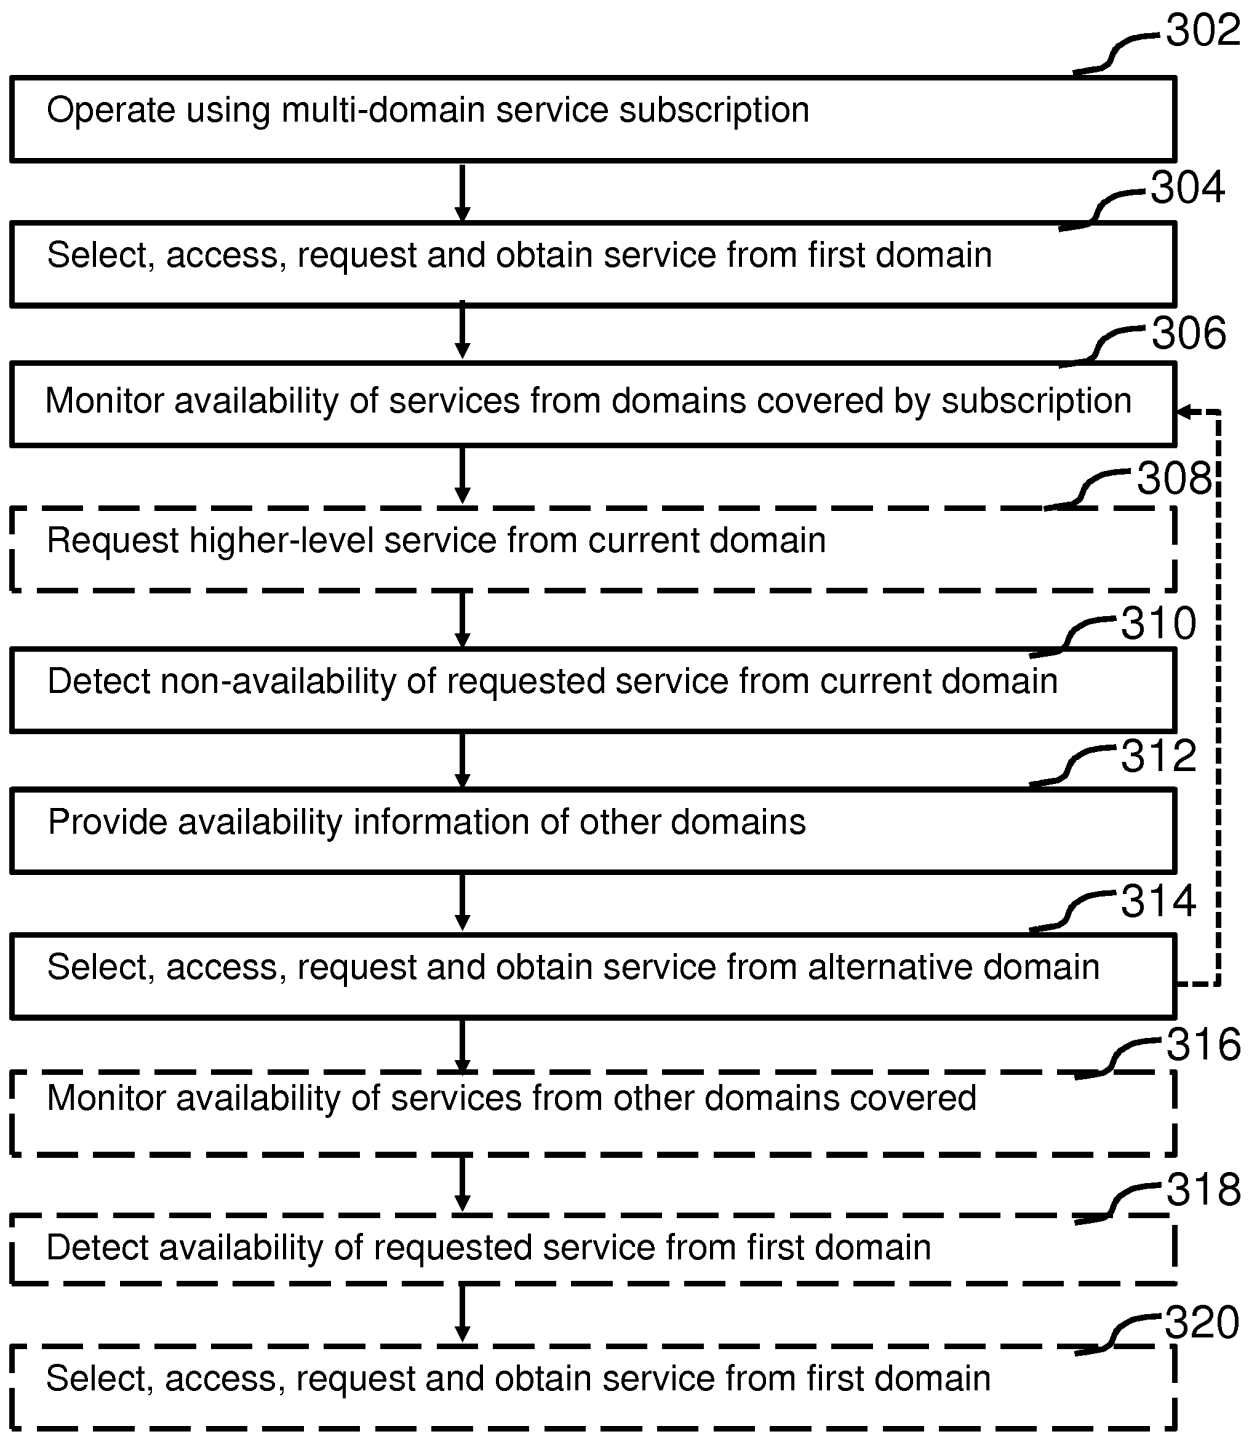 302
Operate using multi-domain service subscription
304
Select, access, request and obtain service from first domain
306
Monitor availability of services from domains covered by subscription
308
Request higher-level service from current domain
310
Detect non-availability of requested service from current domain
312
Provide availability information of other domains
314
Select, access, request and obtain service from alternative domain
316
Monitor availability of services from other domains covered
318
Detect availability of requested service from first domain
320
Select, access, request and obtain service from first domain